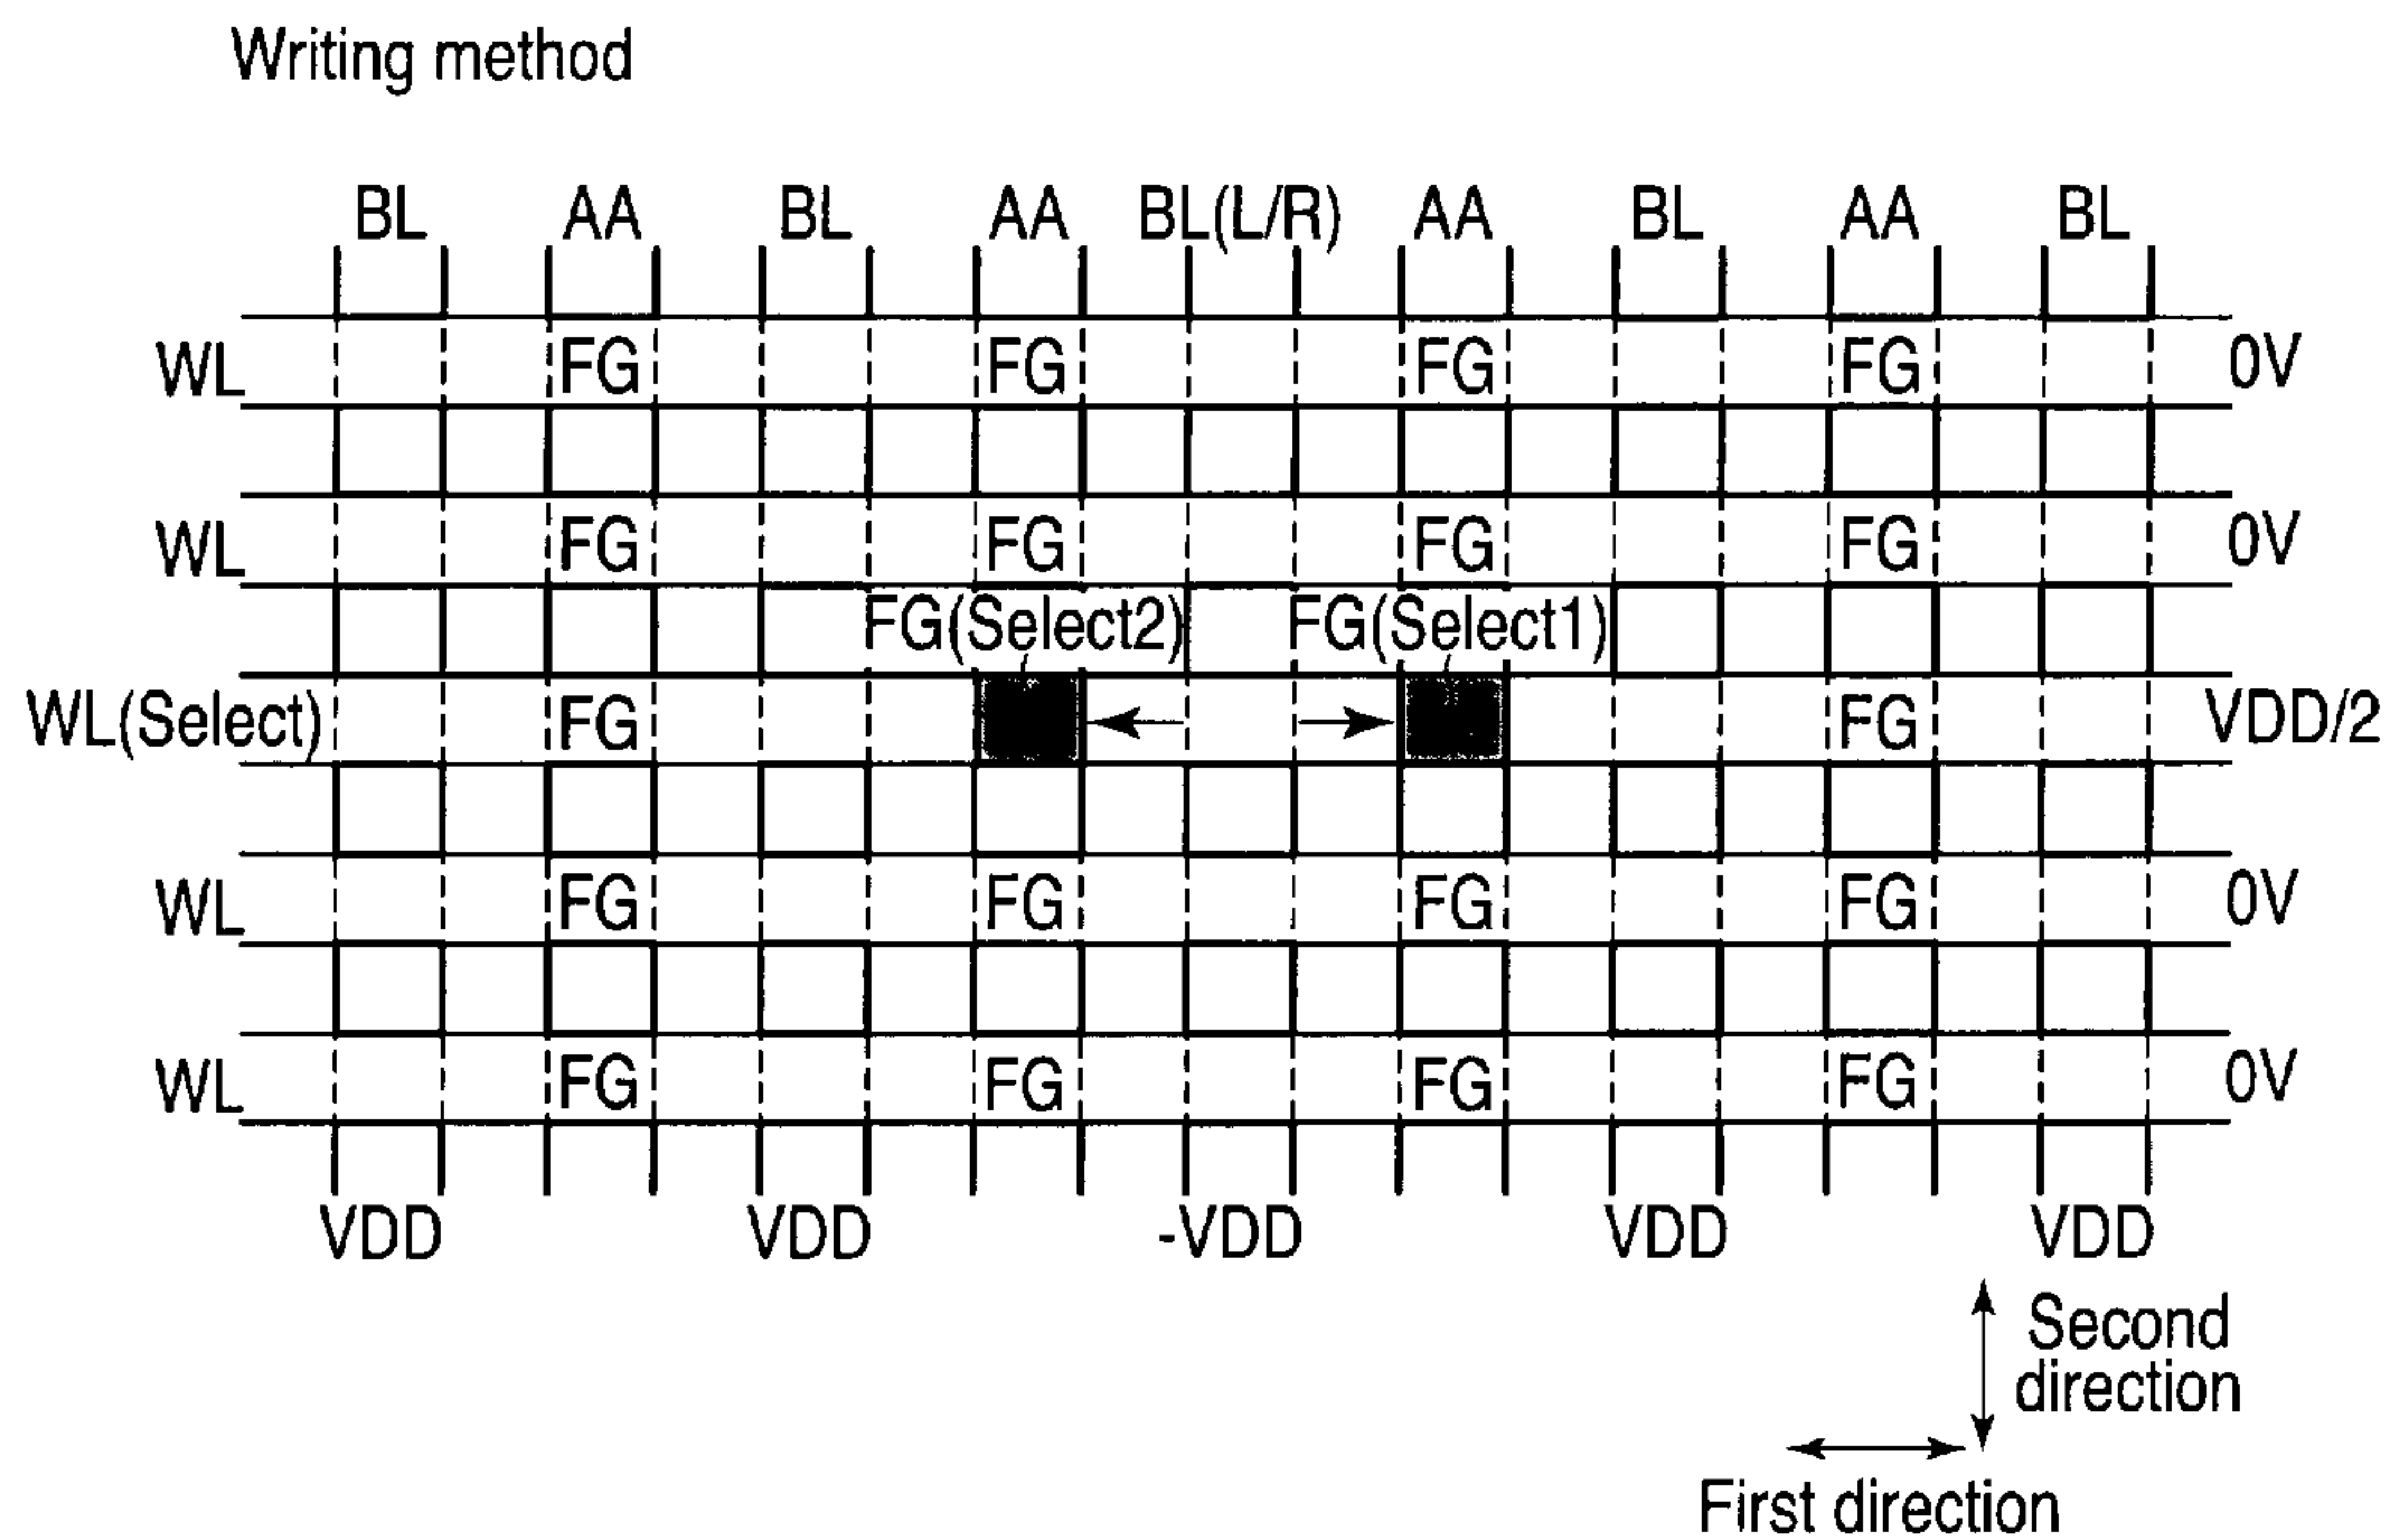 Writing method
BL AA BL AA BL(L/R) AA BL AA BL
WL FG FG FG FG 0V
WL FG FG FG FG 0V
FG(Select2) FG(Select1)
WL(Select) FG FG VDD/2
WL FG FG FG FG 0V
WL FG FG FG FG 0V
VDD VDD -VDD VDD VDD
Second
direction
First direction